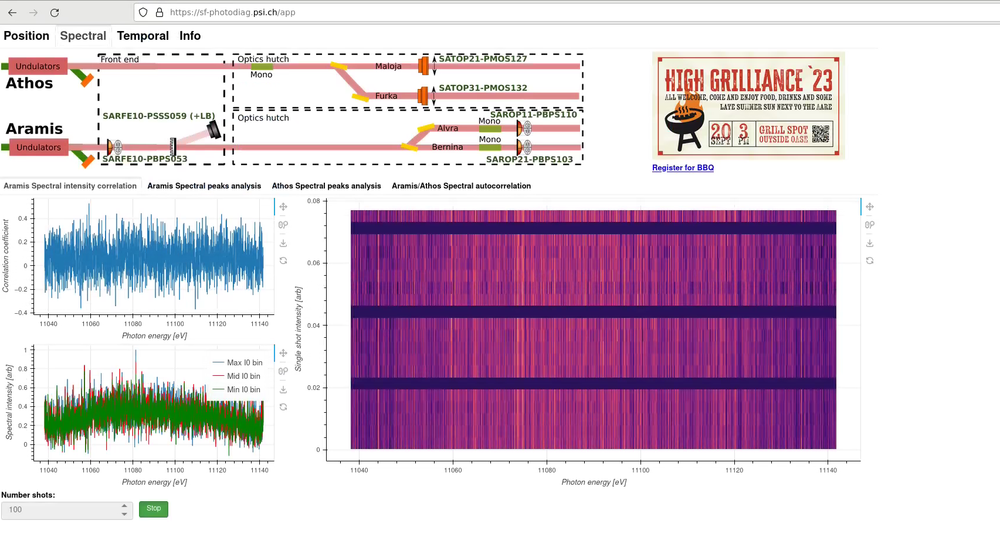 https://sf-photodiag.psi.ch/app
Position Spectral Temporal Info
Undulators
Athos
Front end
Optics hutch
Mono
Maloja
SATOP21-PMOS127
Furka
SATOP31-PMOS132
Aramis
Undulators
SARFE10-PSSS059 (+LB)
SARFE10-PBPS053
Optics hutch
SAROP11-PBPS110
Mono
Alvra
Mono
Bernina
SAROP21-PBPS103
HIGH GRILLIANCE `23
ALL WELCOME, COME AND ENJOY FOOD, DRINKS AND SOME
LATE SUMMER SUN NEXT TO THE AARE
20 3 GRILL SPOT
SEPT PM OUTSIDE OASE
Register for BBQ
Aramis Spectral intensity correlation Aramis Spectral peaks analysis Athos Spectral peaks analysis Aramis/Athos Spectral autocorrelation
Correlation coefficient
0.4
0.2
0
−0.2
−0.4
11040 11060 11080 11100 11120 11140
Photon energy [eV]
Spectral intensity [arb]
1
0.8
0.6
0.4
0.2
0
Max I0 bin
Mid I0 bin
Min I0 bin
11040 11060 11080 11100 11120 11140
Photon energy [eV]
Single shot intensity [arb]
0.08
0.06
0.04
0.02
0
11040 11060 11080 11100 11120 11140
Photon energy [eV]
Number shots:
100
Stop